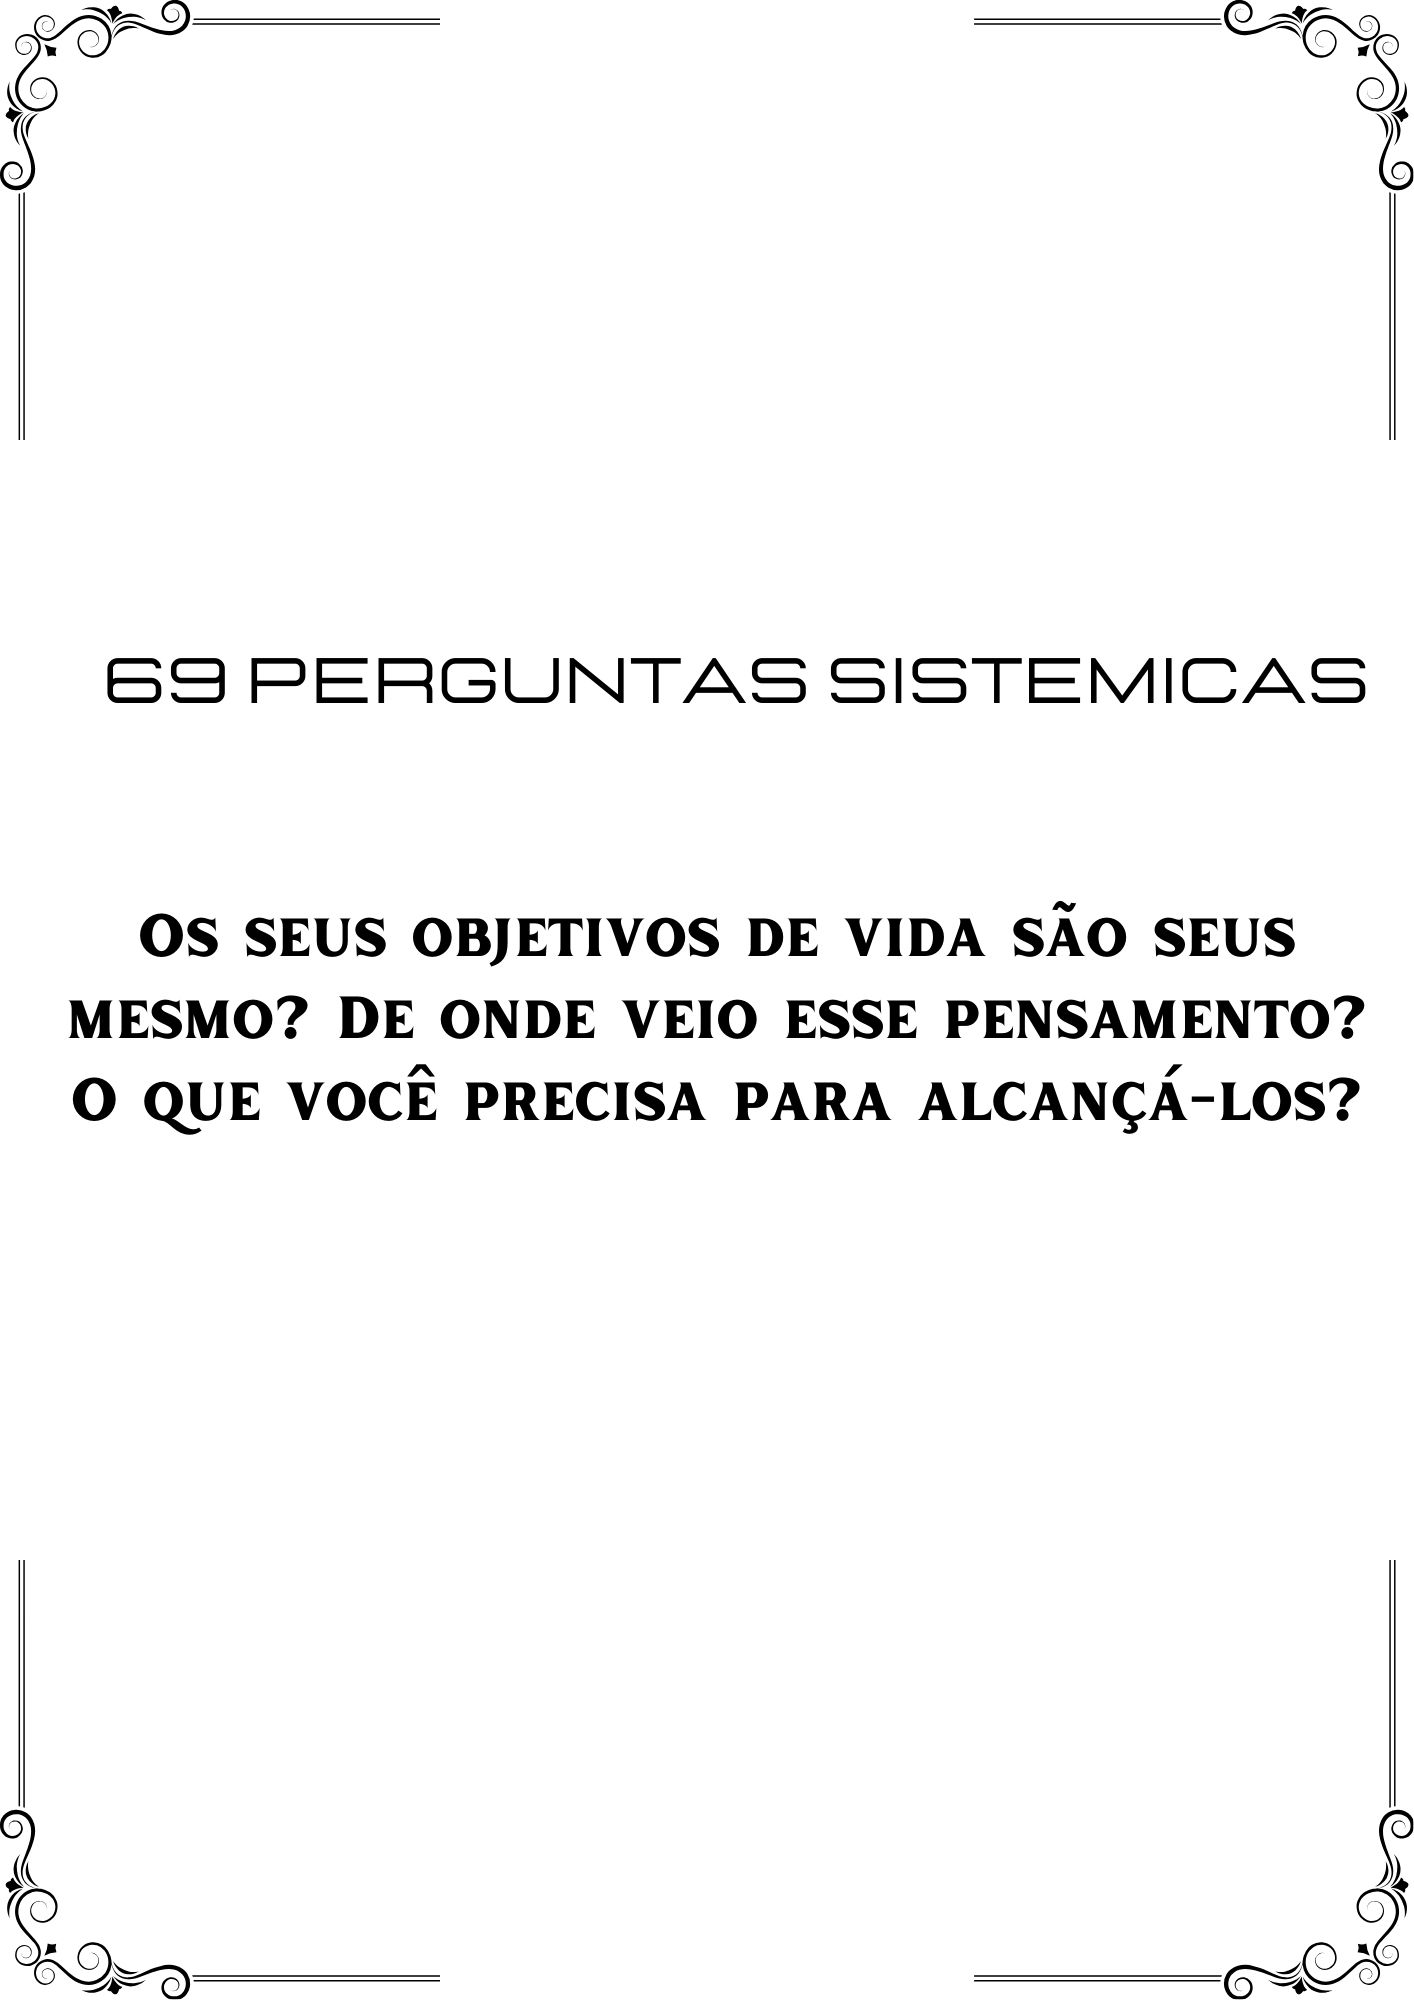 69 PERGUNTAS SISTEMICAS
Os seus objetivos de vida são seus
mesmo? De onde veio esse pensamento?
O que você precisa para alcançá-los?